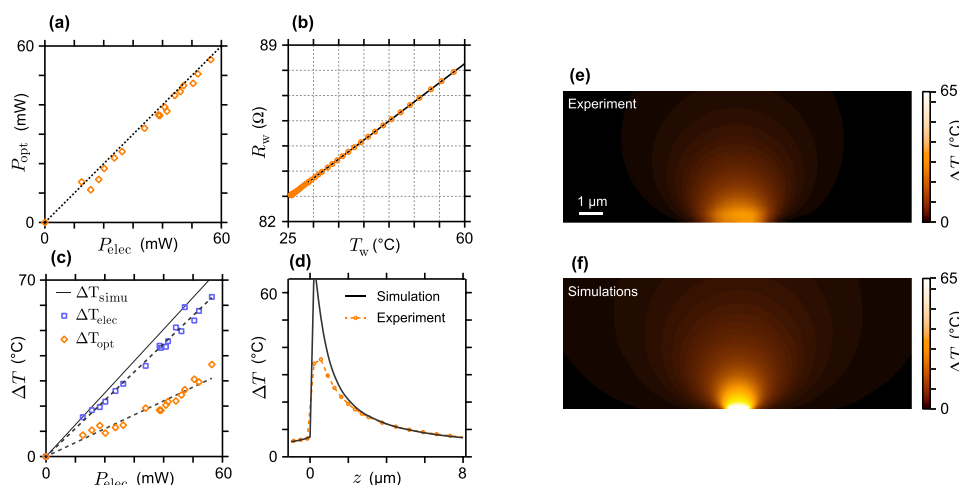 (a)
60
P_opt (mW)
0
0
P_elec (mW)
60
(b)
89
R_w (Ω)
82
25
T_w (°C)
60
(c)
70
ΔT_simu
ΔT_elec
ΔT_opt
ΔT (°C)
0
0
P_elec (mW)
60
(d)
60
Simulation
Experiment
ΔT (°C)
0
0
z (μm)
8
(e)
Experiment
1 μm
65
ΔT (°C)
0
(f)
Simulations
65
ΔT (°C)
0